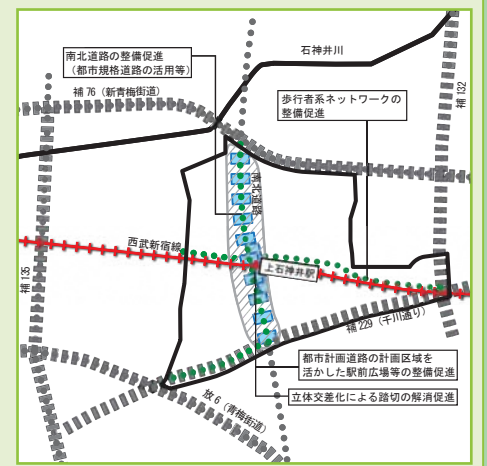 石神井川
南北道路の整備促進
（都市規格道路の活用等）
補76（新青梅街道）
歩行者系ネットワークの
整備促進
補132
南北道路
西武新宿線
上石神井駅
補135
補229（千川通り）
都市計画道路の計画区域を
活かした駅前広場等の整備促進
放6（青梅街道）
立体交差化による踏切の解消促進